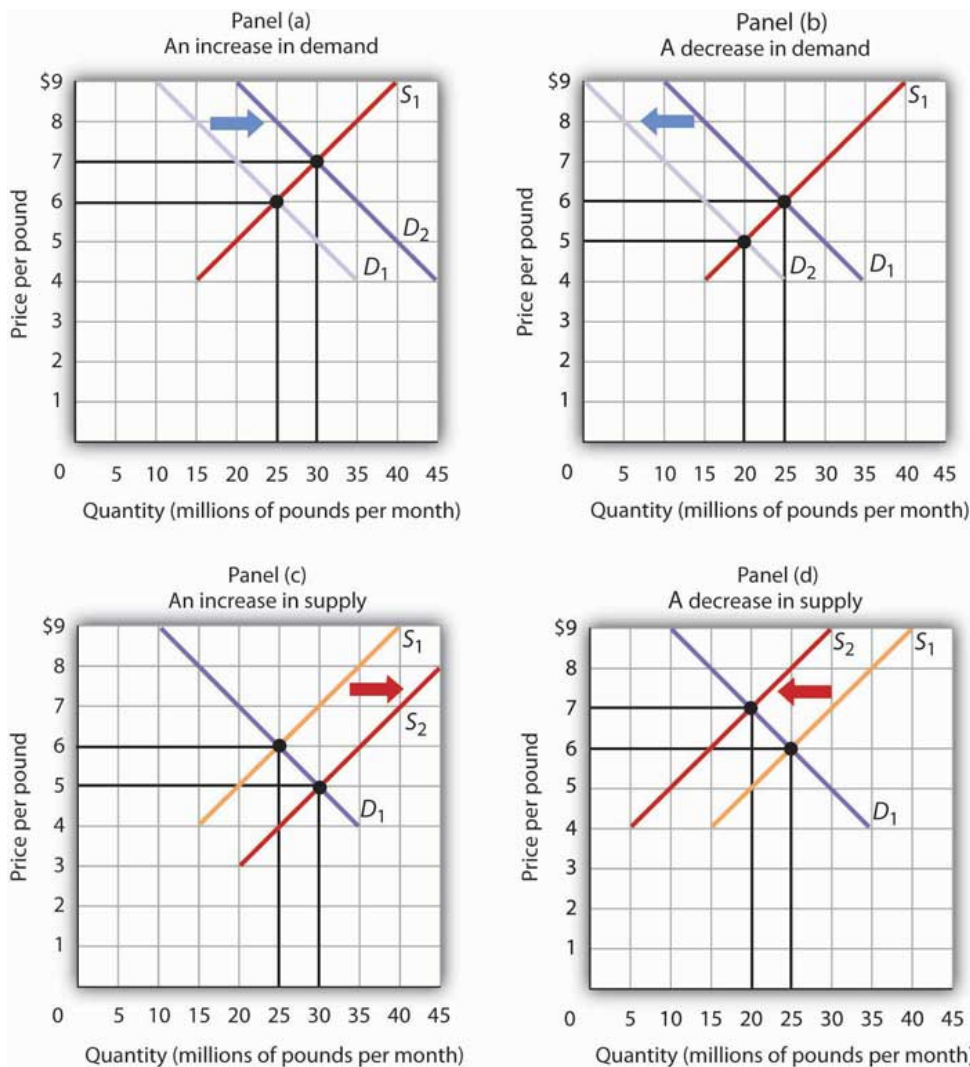 Panel (a)
An increase in demand
$9
8
7
6
5
4
3
2
1
0 5 10 15 20 25 30 35 40 45
S1
D2
D1
Price per pound
Quantity (millions of pounds per month)
Panel (b)
A decrease in demand
$9
8
7
6
5
4
3
2
1
0 5 10 15 20 25 30 35 40 45
S1
D2
D1
Price per pound
Quantity (millions of pounds per month)
Panel (c)
An increase in supply
$9
8
7
6
5
4
3
2
1
0 5 10 15 20 25 30 35 40 45
S1
S2
D1
Price per pound
Quantity (millions of pounds per month)
Panel (d)
A decrease in supply
$9
8
7
6
5
4
3
2
1
0 5 10 15 20 25 30 35 40 45
S2
S1
D1
Price per pound
Quantity (millions of pounds per month)